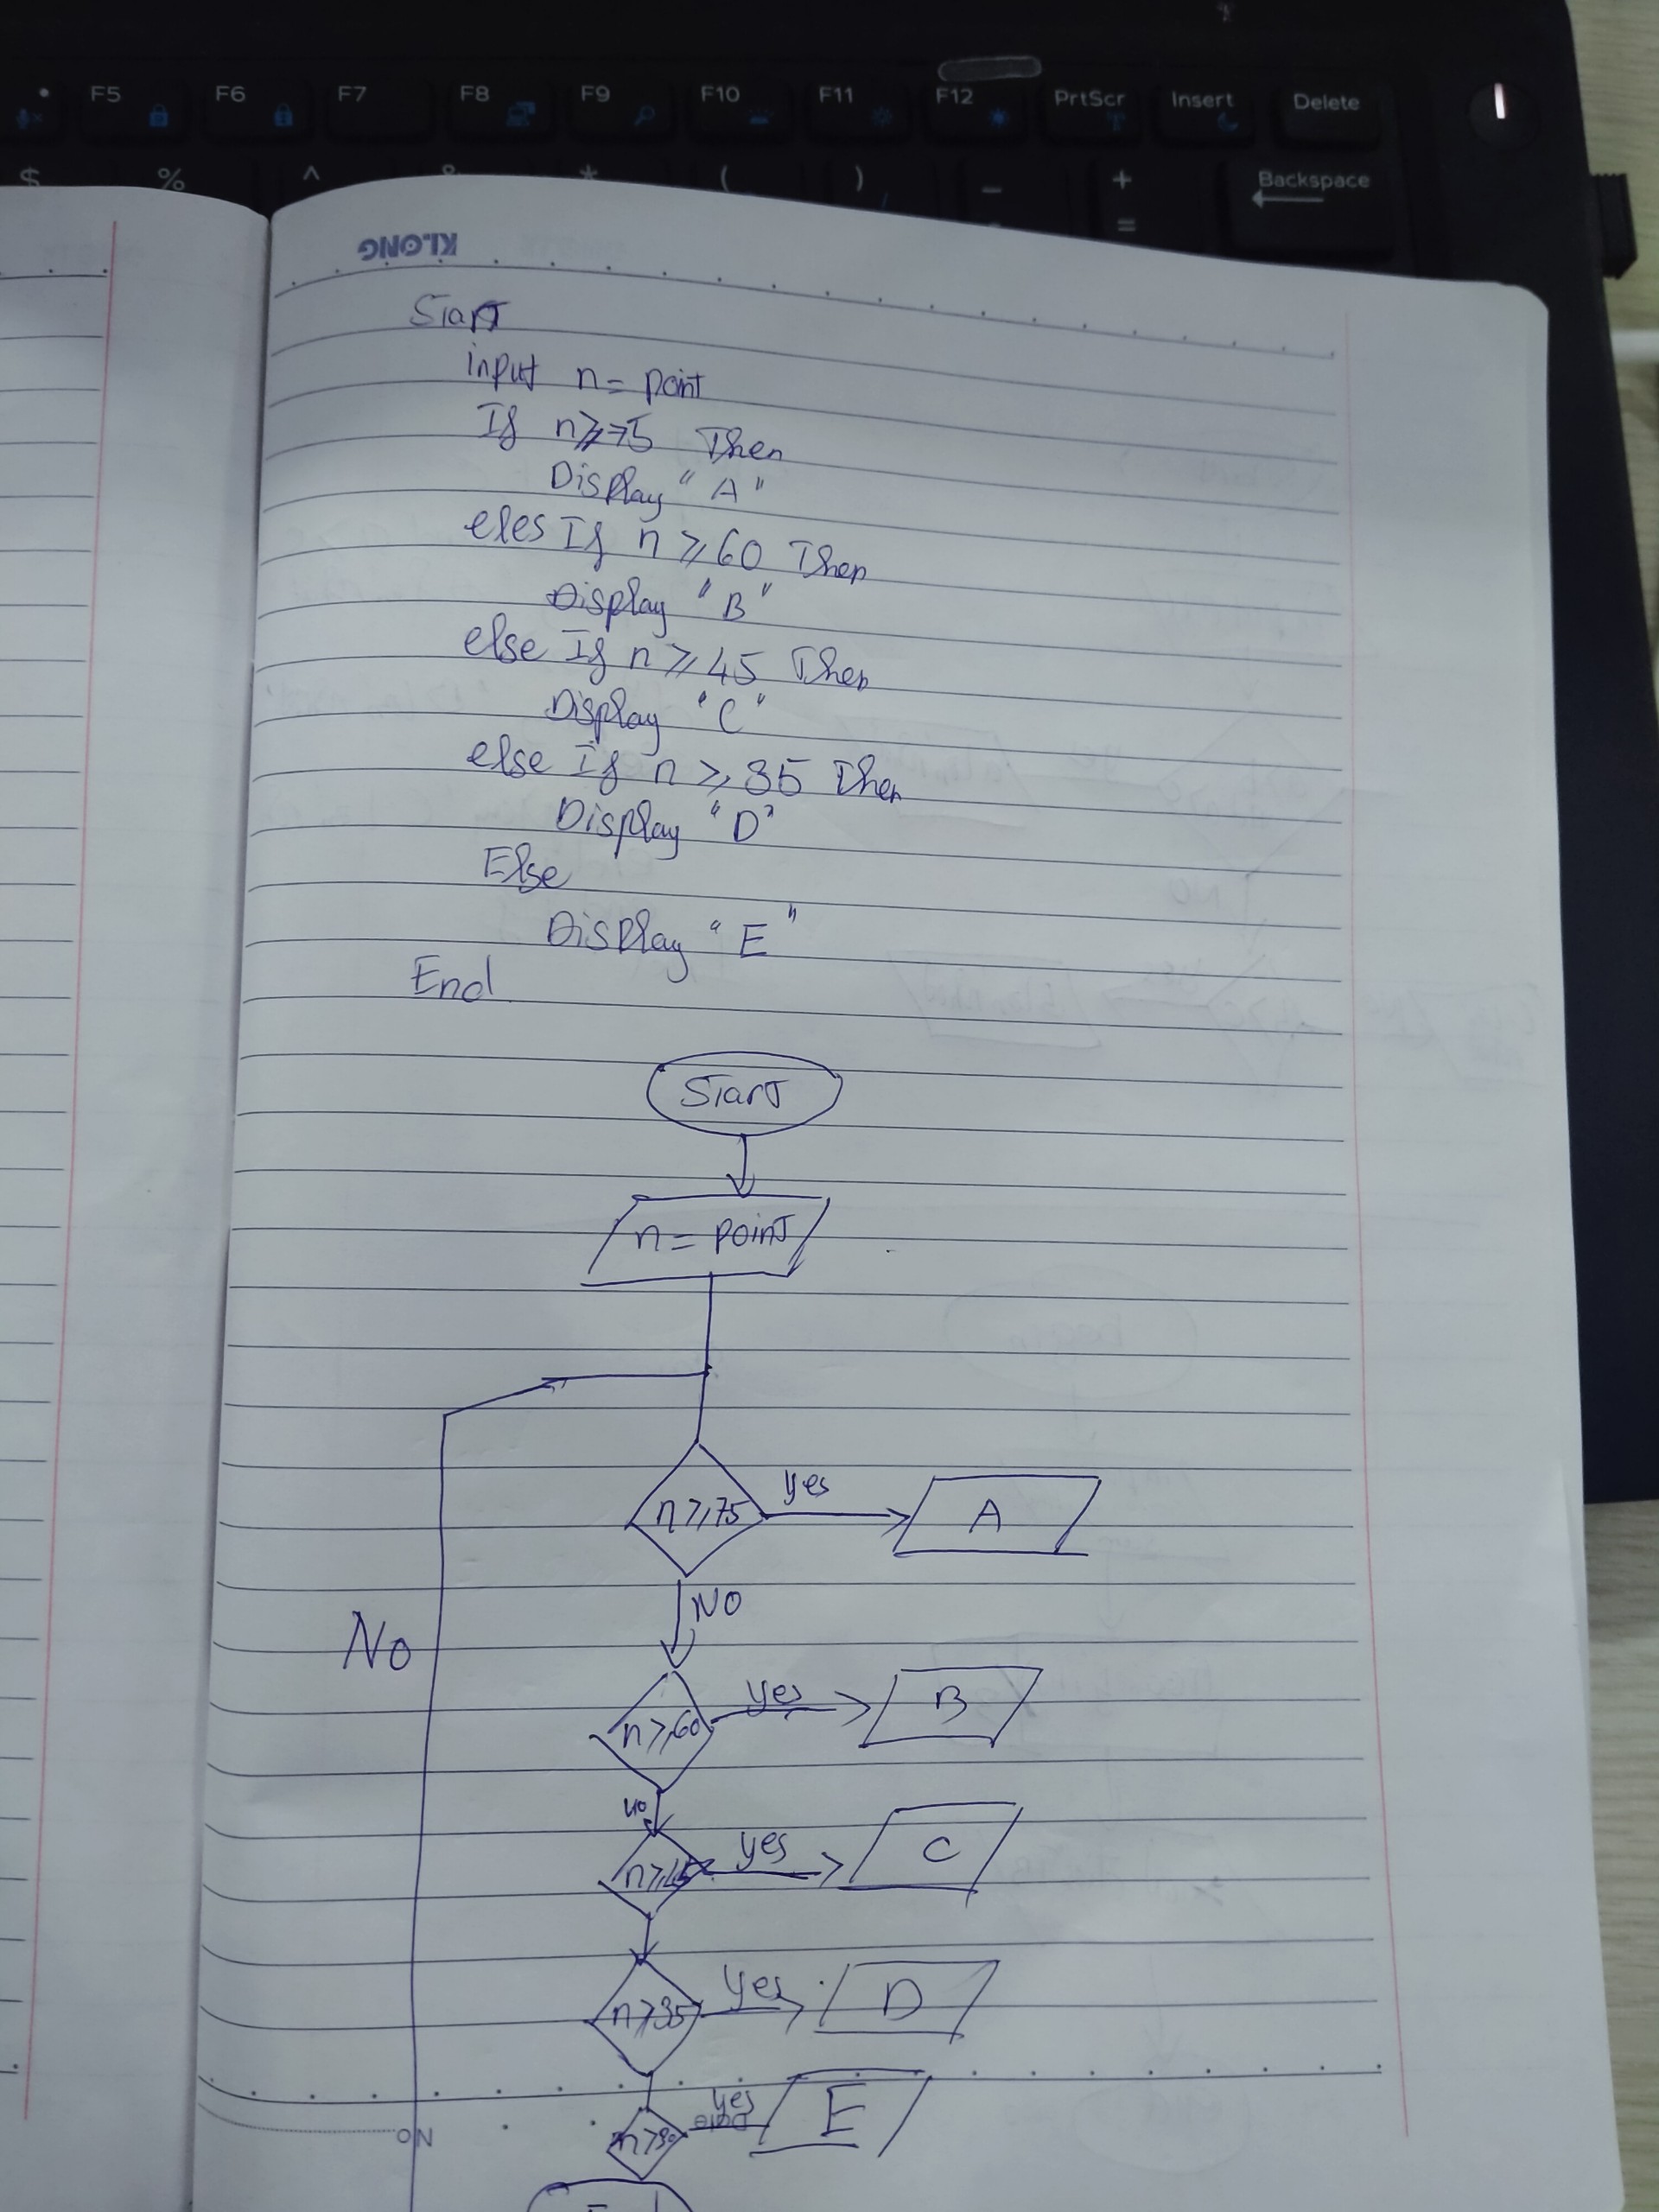 F5 F6 F7 F8 F9 F10 F11 F12 PrtScr Insert Delete
$ % ^ & * ( ) _ + Backspace
- =
KLONG
Start
input n = point
If n ≥ 75 Then
Display "A"
eles If n ≥ 60 Then
Display "B"
else If n ≥ 45 Then
Display "C"
else If n ≥ 35 Then
Display "D"
Else
Display "E"
End
Start
n = point
n ≥ 75 yes A
NO
No
n ≥ 60 yes B
no
n ≥ 45 yes C
n ≥ 35 yes D
yes E
Date
No